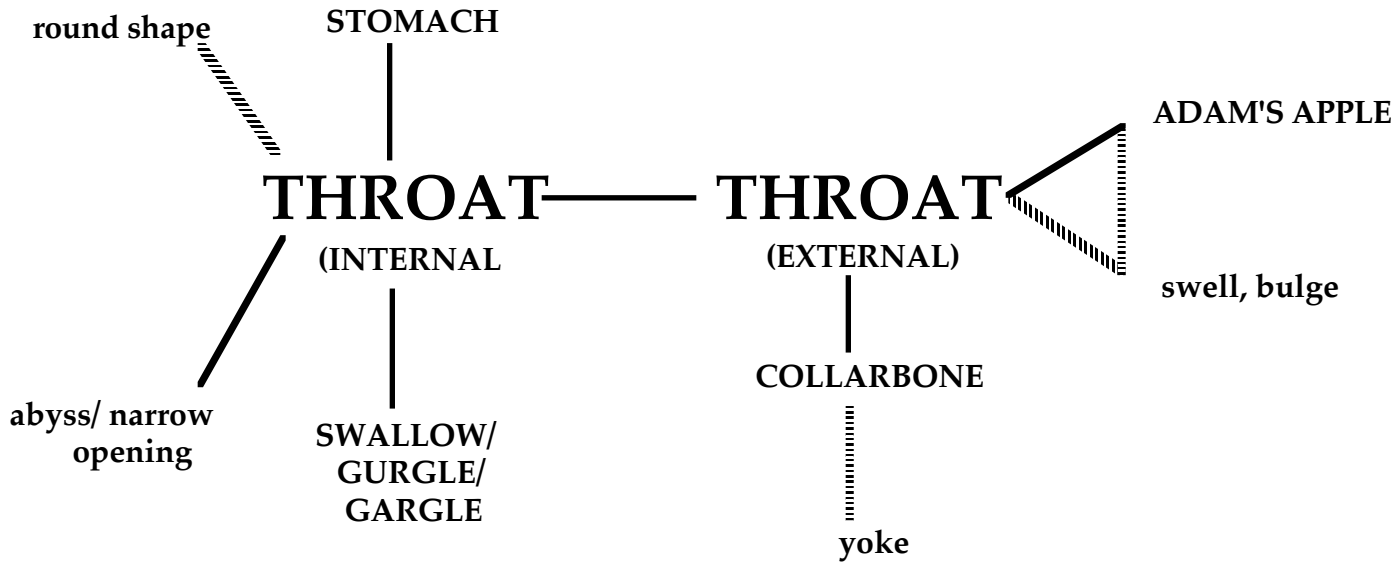 round shape
STOMACH
ADAM'S APPLE
THROAT
THROAT
(INTERNAL
(EXTERNAL)
swell, bulge
COLLARBONE
abyss/ narrow
opening
SWALLOW/
GURGLE/
GARGLE
yoke